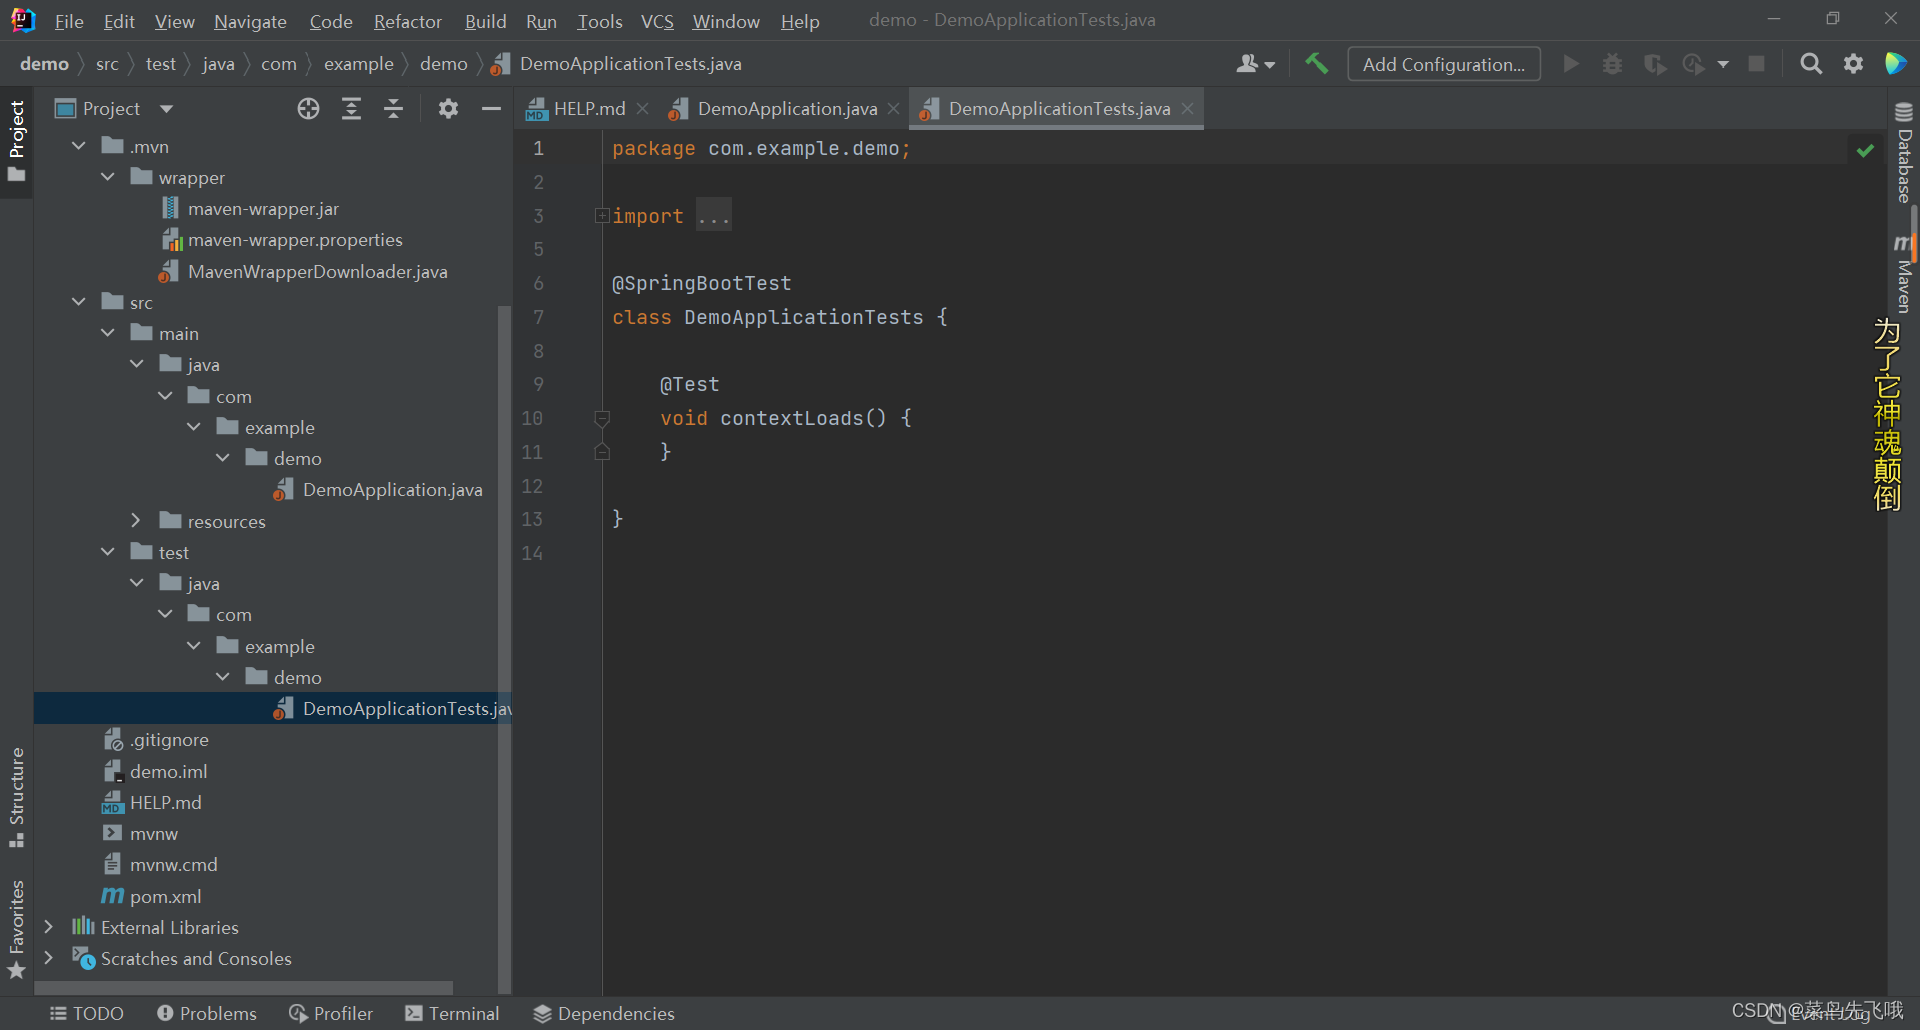 File Edit View Navigate Code Refactor Build Run Tools VCS Window Help demo - DemoApplicationTests.java
demo src test java com example demo DemoApplicationTests.java Add Configuration...
Project
HELP.md DemoApplication.java DemoApplicationTests.java
Project
.mvn
wrapper
maven-wrapper.jar
maven-wrapper.properties
MavenWrapperDownloader.java
src
main
java
com
example
demo
DemoApplication.java
resources
test
java
com
example
demo
DemoApplicationTests.jav
.gitignore
demo.iml
HELP.md
mvnw
mvnw.cmd
pom.xml
External Libraries
Scratches and Consoles
Structure
Favorites
1 package com.example.demo;
2
3 import ...
5
6 @SpringBootTest
7 class DemoApplicationTests {
8
9 @Test
10 void contextLoads() {
11 }
12
13 }
14
Database
Maven
为了它神魂颠倒
TODO Problems Profiler Terminal Dependencies Event Log
CSDN @菜鸟先飞哦